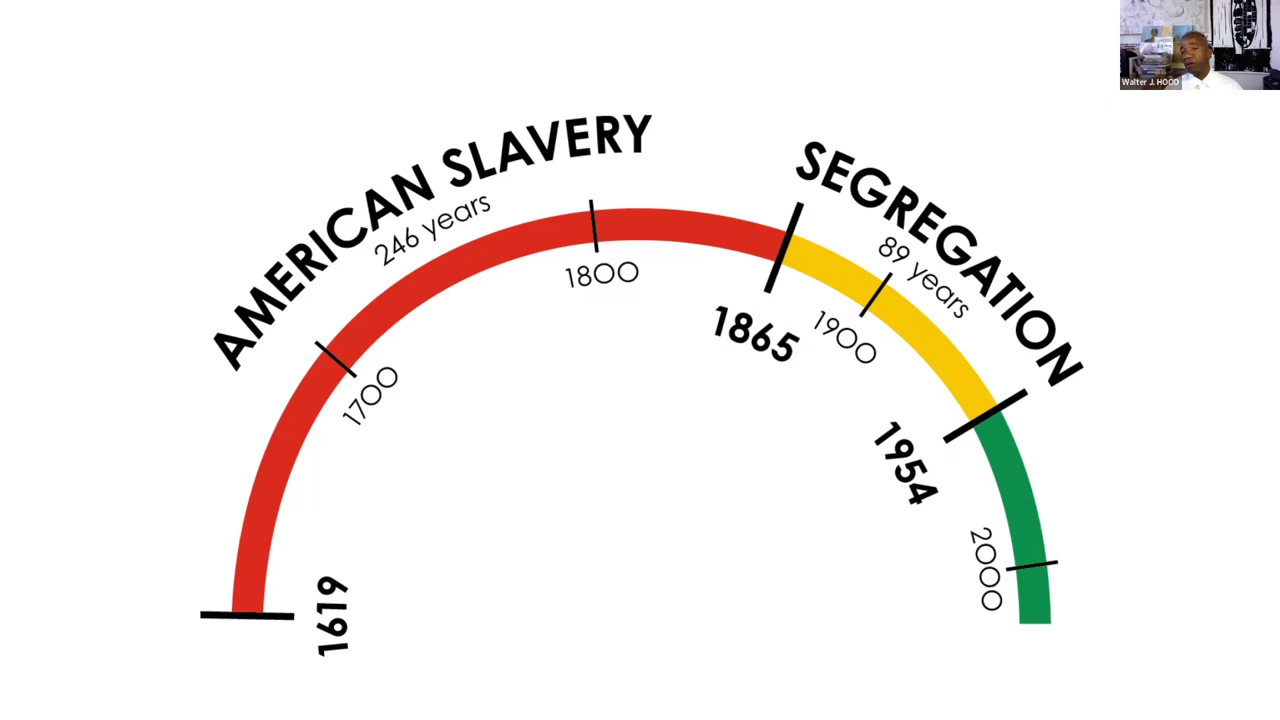 Walter J. HOOD
AMERICAN SLAVERY
246 years
SEGREGATION
89 years
1619
1700
1800
1865
1900
1954
2000